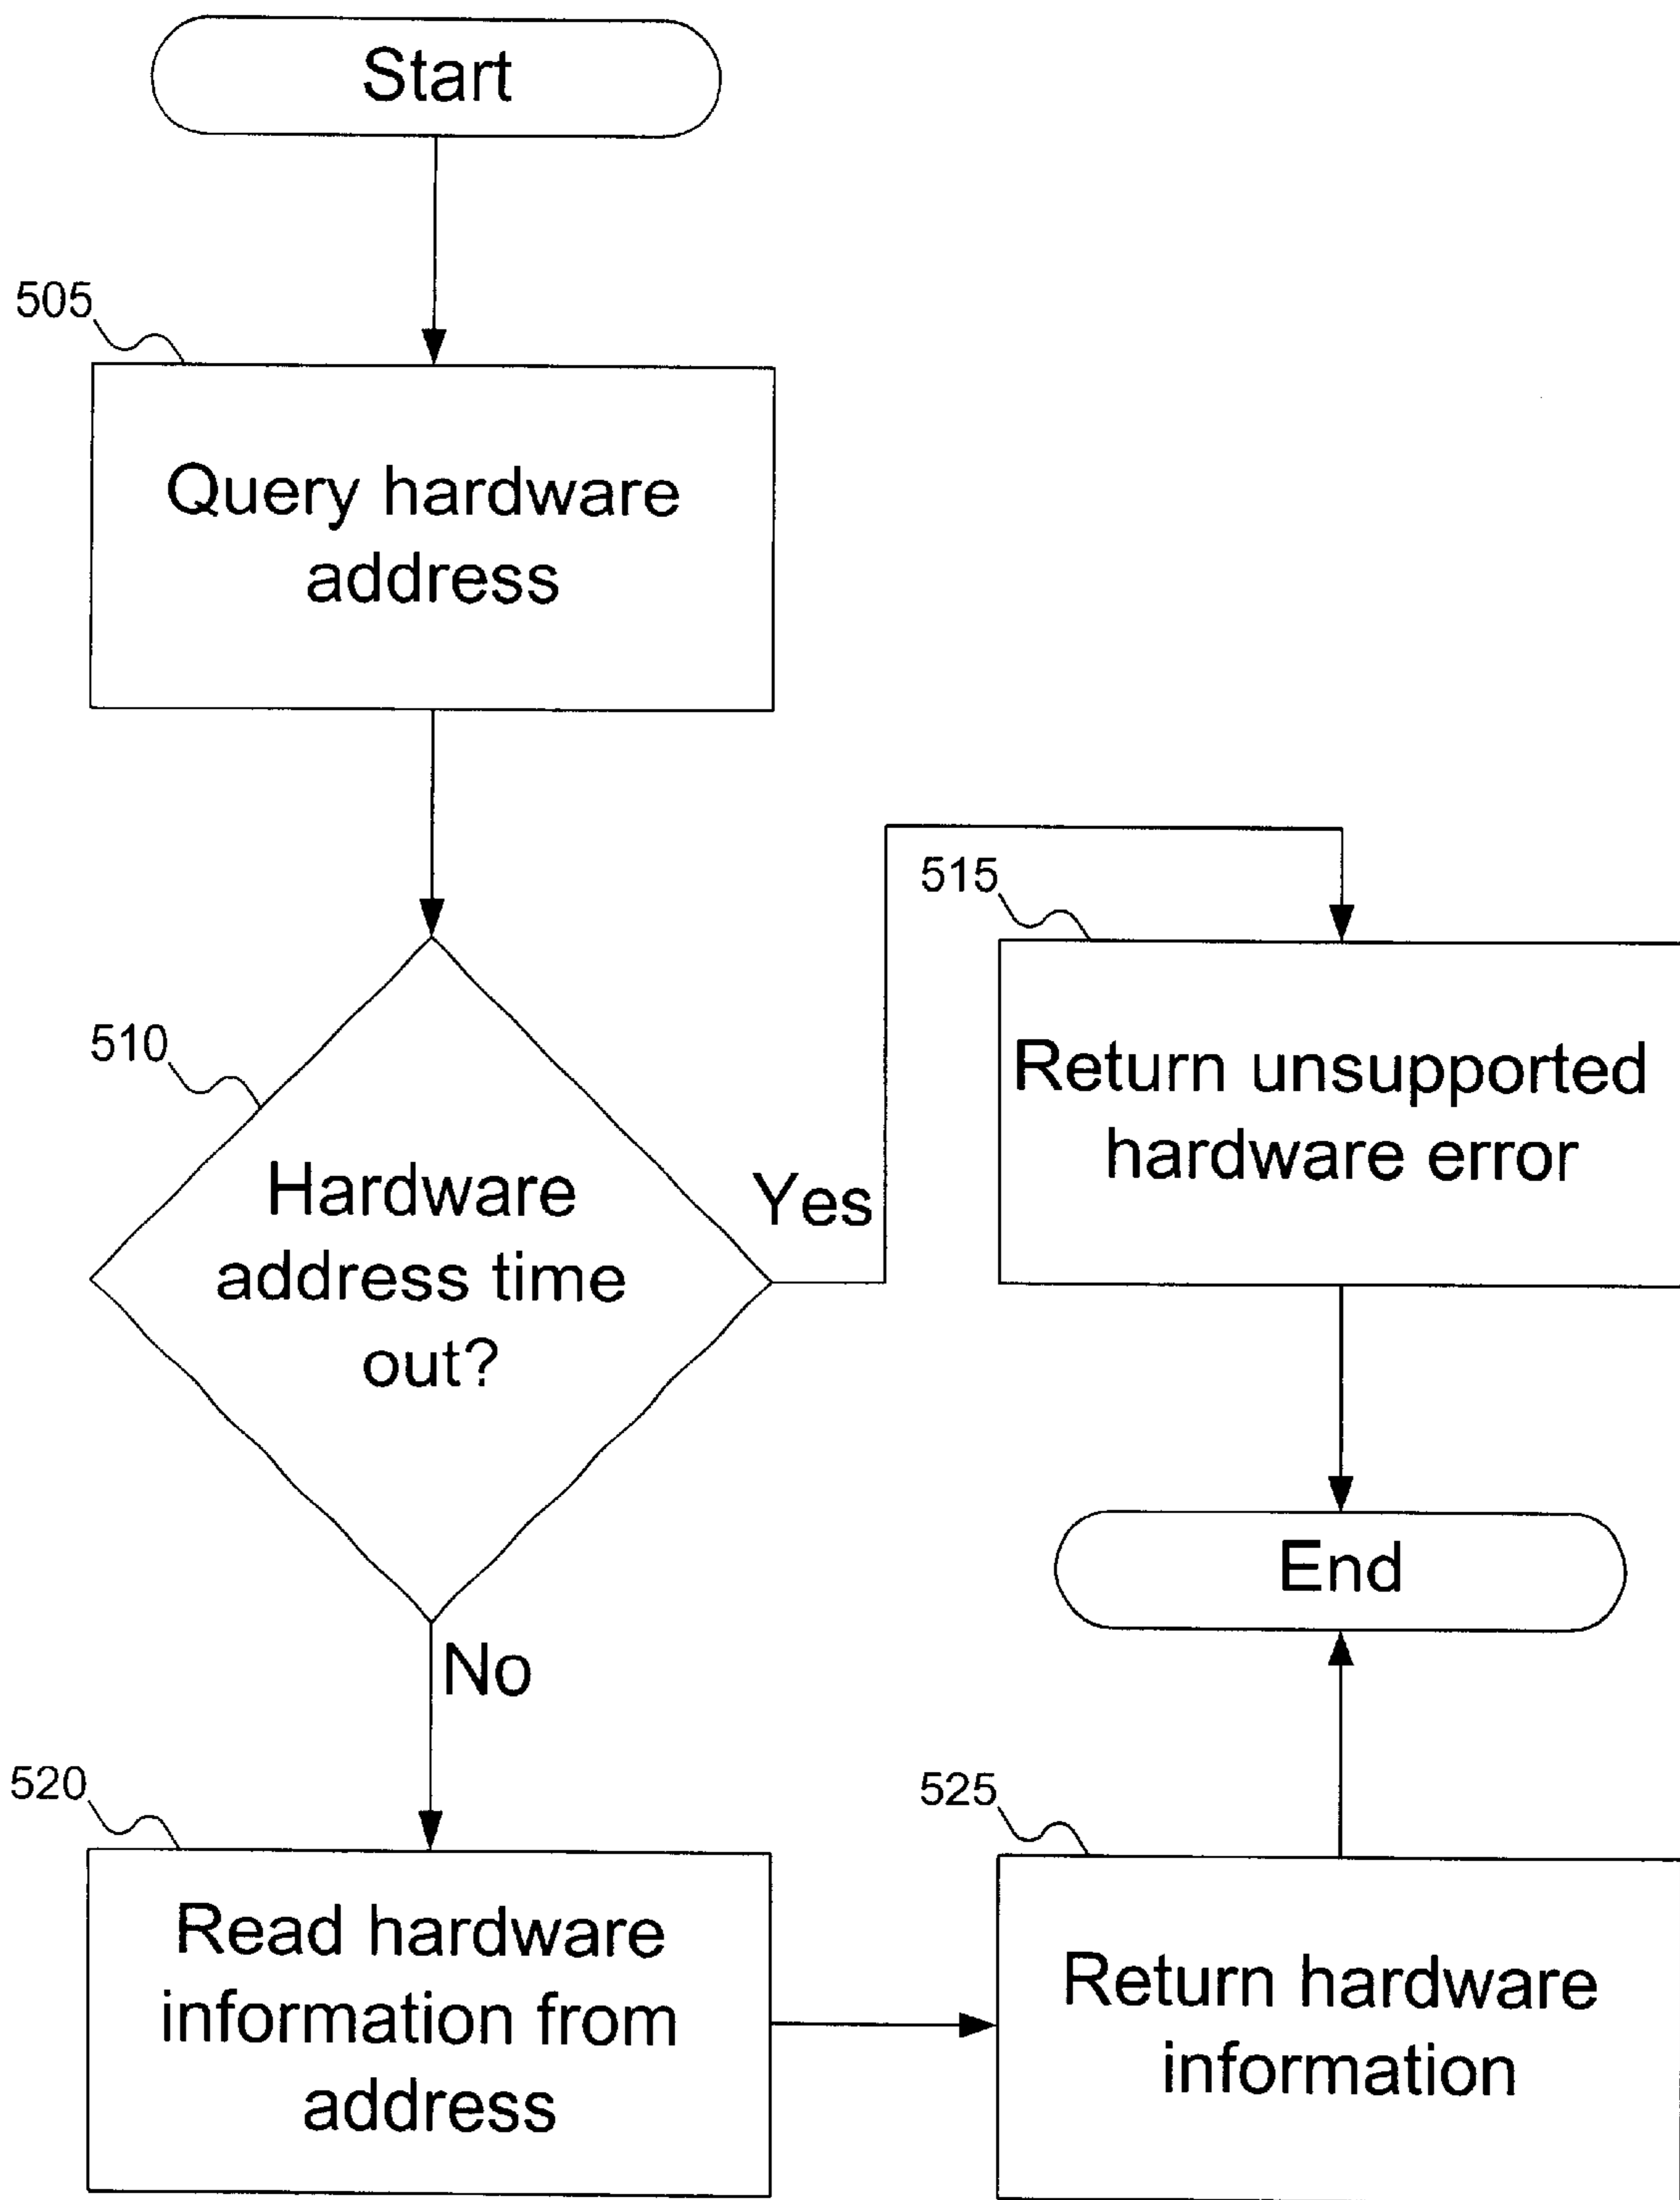 Start
505
Query hardware
address
510
Hardware
address time
out?
Yes
515
Return unsupported
hardware error
End
No
520
Read hardware
information from
address
525
Return hardware
information